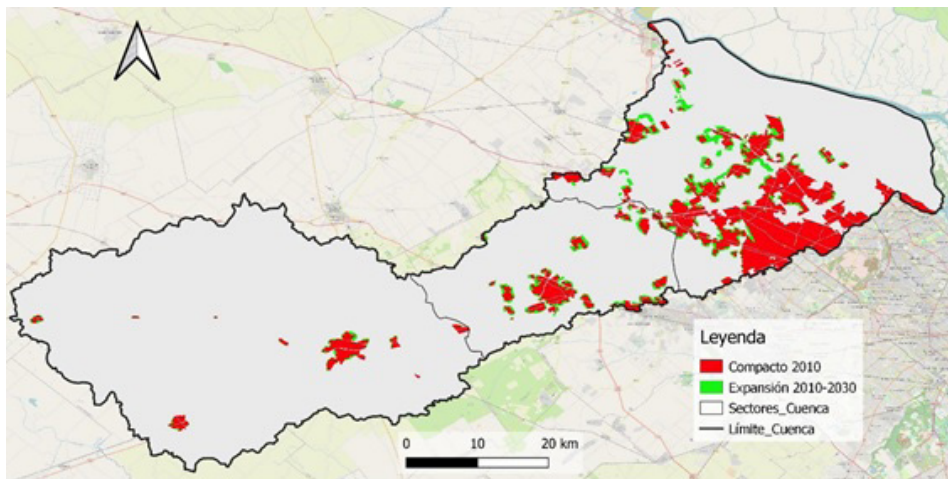 Leyenda
Compacto 2010
Expansión 2010-2030
Sectores_Cuenca
Límite_Cuenca
0 10 20 km